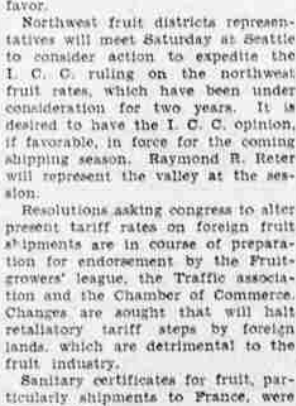 favor.
Northwest fruit districts represen-
tatives will meet Saturday at Seattle
to consider action to expedite the
I. C. C. ruling on the northwest
fruit rates, which have been under
consideration for two years. It is
desired to have the I. C. C. opinion,
if favorable, in force for the coming
shipping season. Raymond R. Reter
will represent the valley at the ses-
sion.
Resolutions asking congress to alter
present tariff rates on foreign fruit
shipments are in course of prepara-
tion for endorsement by the Fruit-
growers' league, the Traffic associa-
tion and the Chamber of Commerce.
Changes are sought that will halt
retaliatory tariff steps by foreign
lands, which are detrimental to the
fruit industry.
Sanitary certificates for fruit, par-
ticularly shipments to France, were